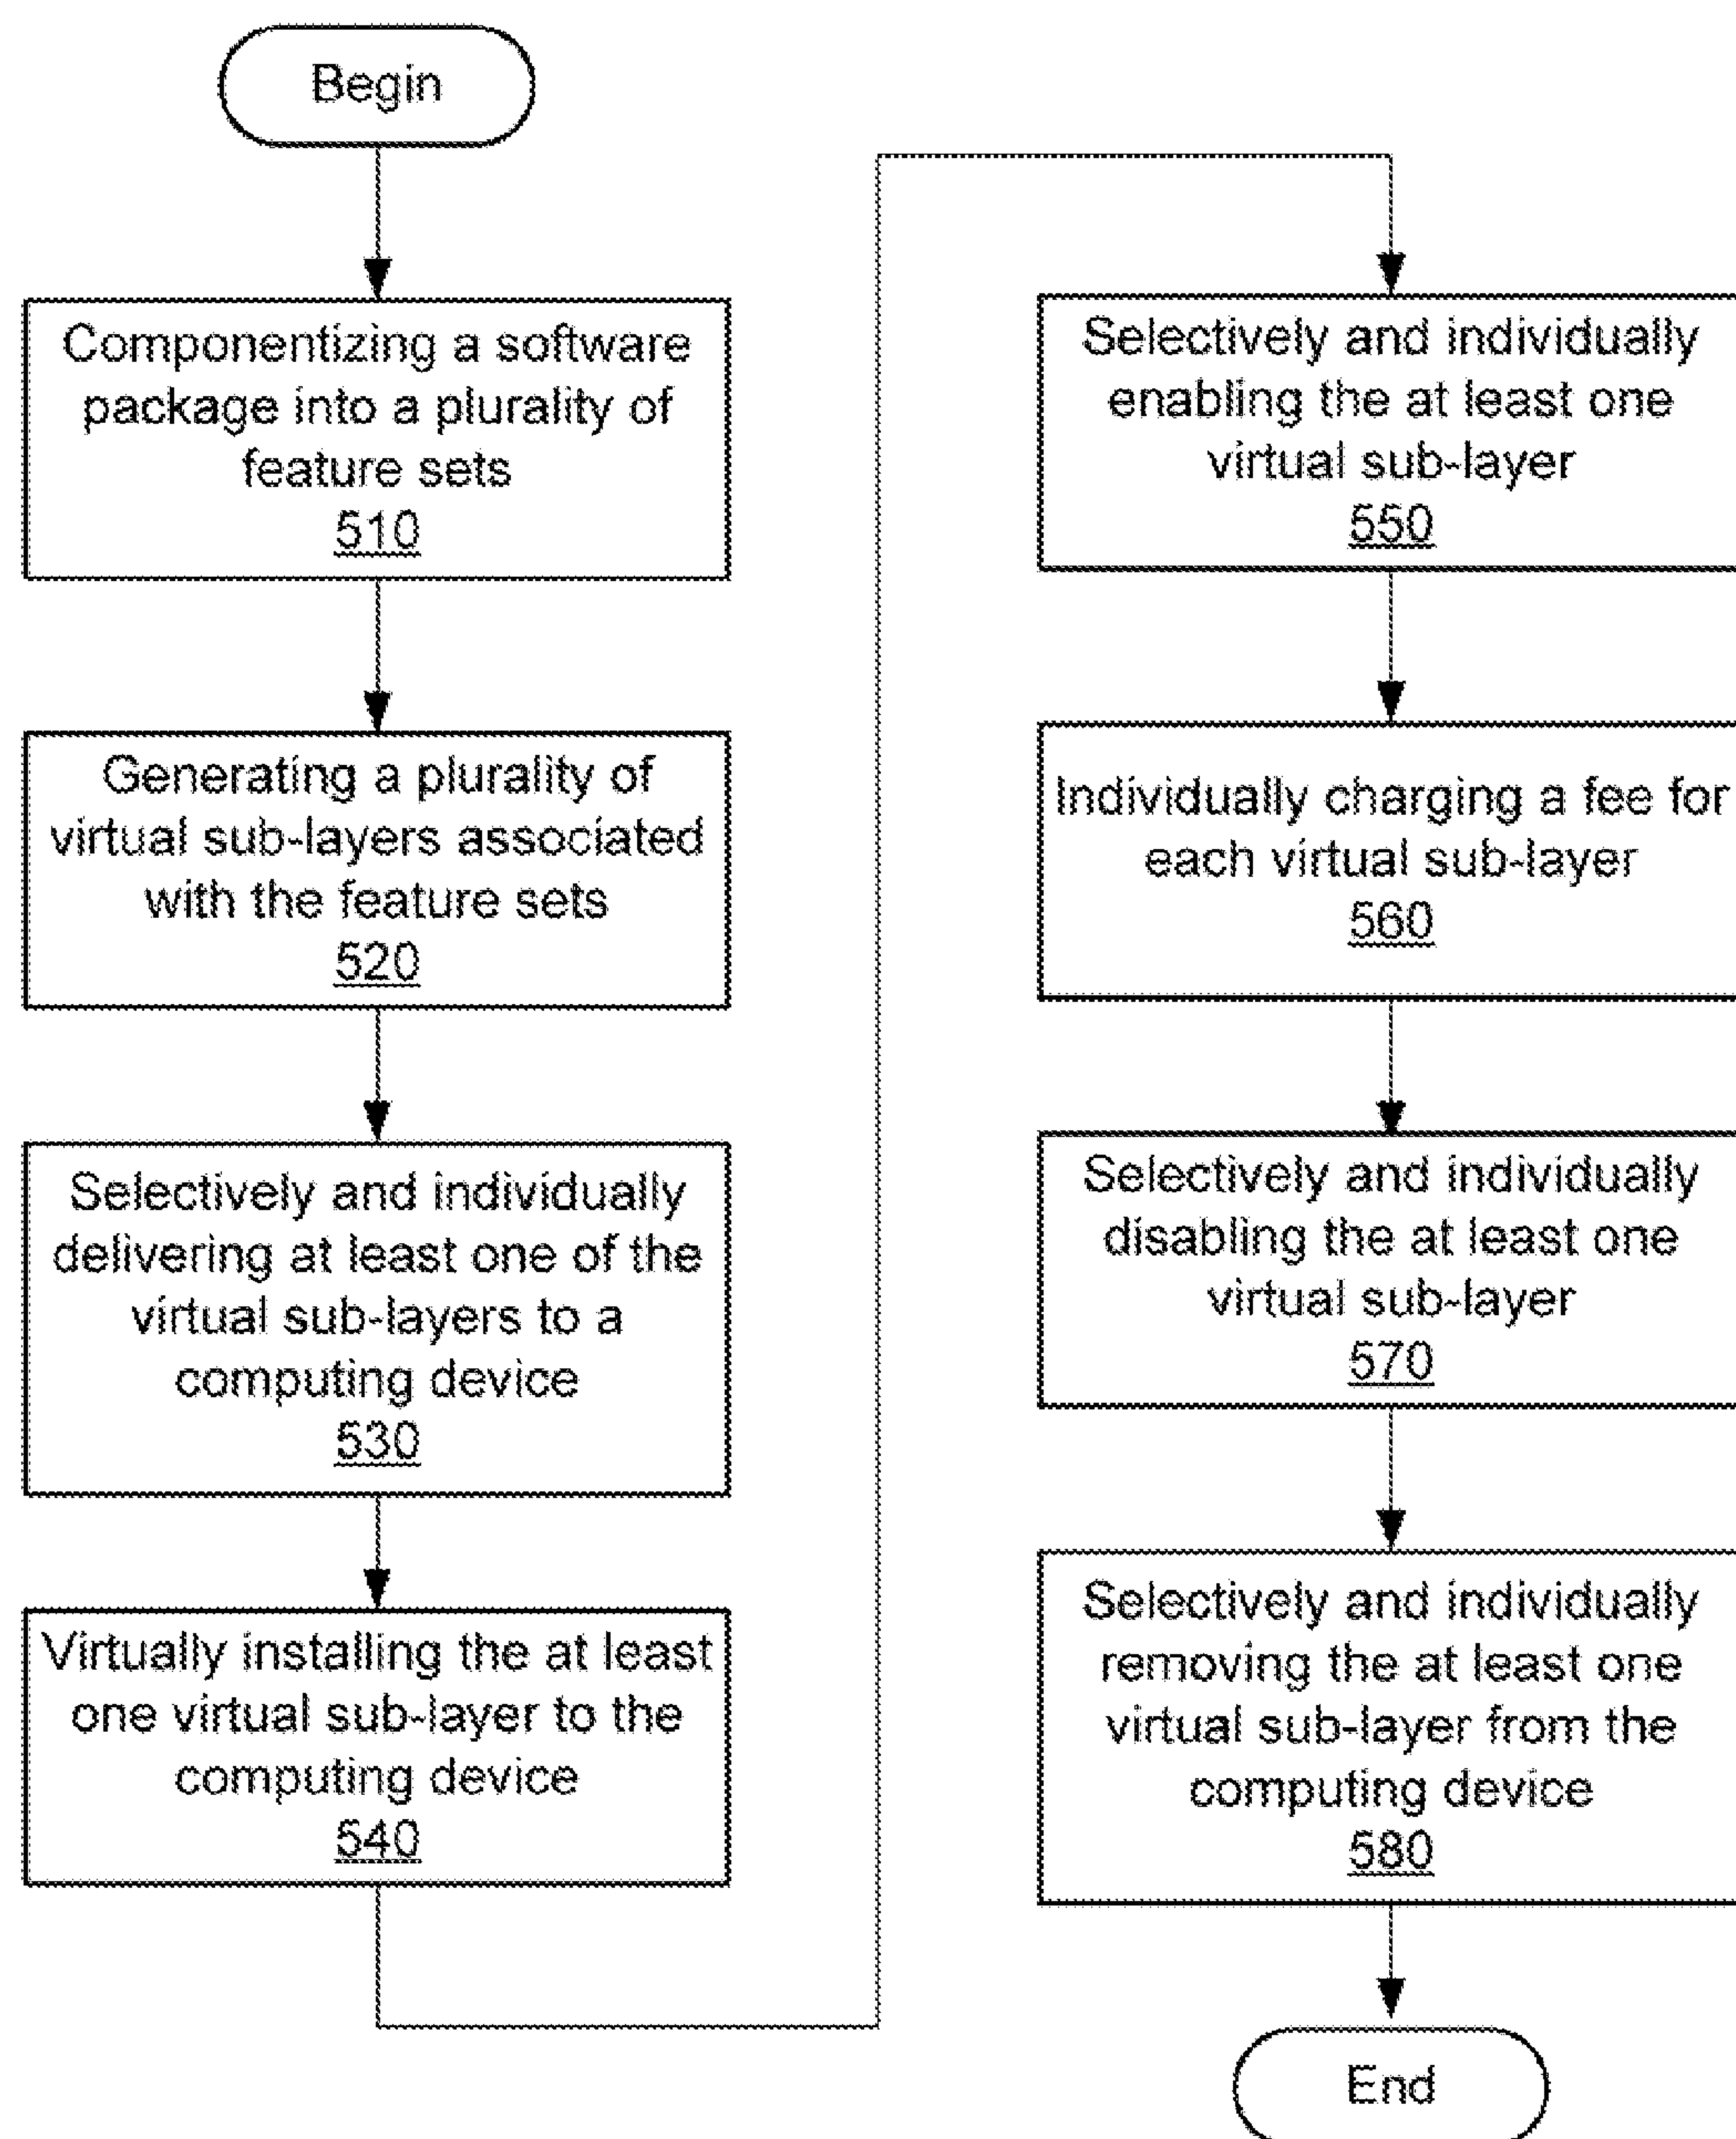 Begin
Componentizing a software
package into a plurality of
feature sets
510
Generating a plurality of
virtual sub-layers associated
with the feature sets
520
Selectively and individually
delivering at least one of the
virtual sub-layers to a
computing device
530
Virtually installing the at least
one virtual sub-layer to the
computing device
540
Selectively and individually
enabling the at least one
virtual sub-layer
550
Individually charging a fee for
each virtual sub-layer
560
Selectively and individually
disabling the at least one
virtual sub-layer
570
Selectively and individually
removing the at least one
virtual sub-layer from the
computing device
580
End